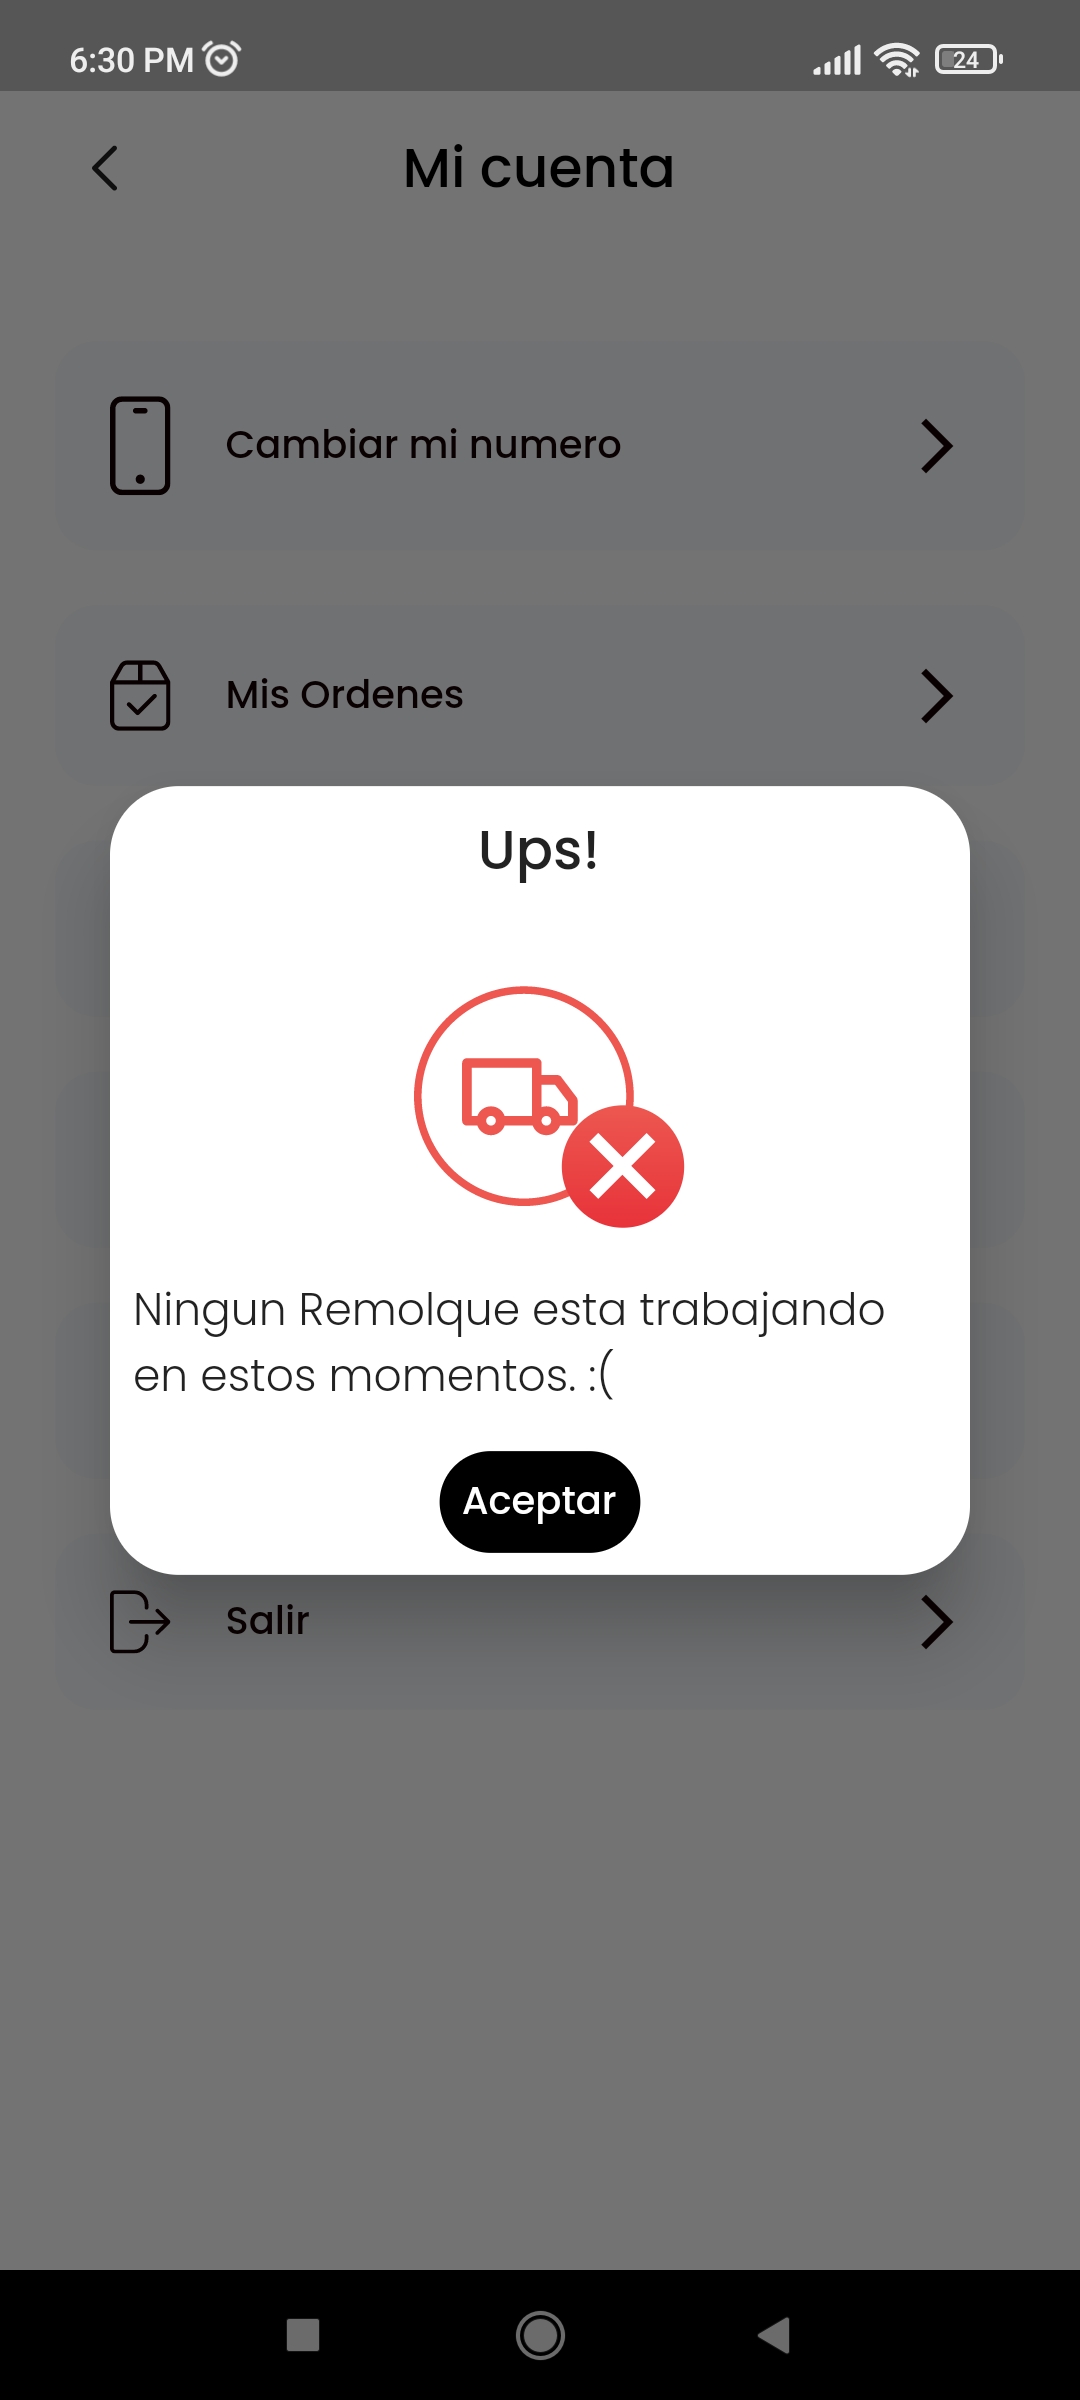 6:30 PM
24
Mi cuenta
Cambiar mi numero
Mis Ordenes
Ups!
Ningun Remolque esta trabajando
en estos momentos. :(
Aceptar
Salir